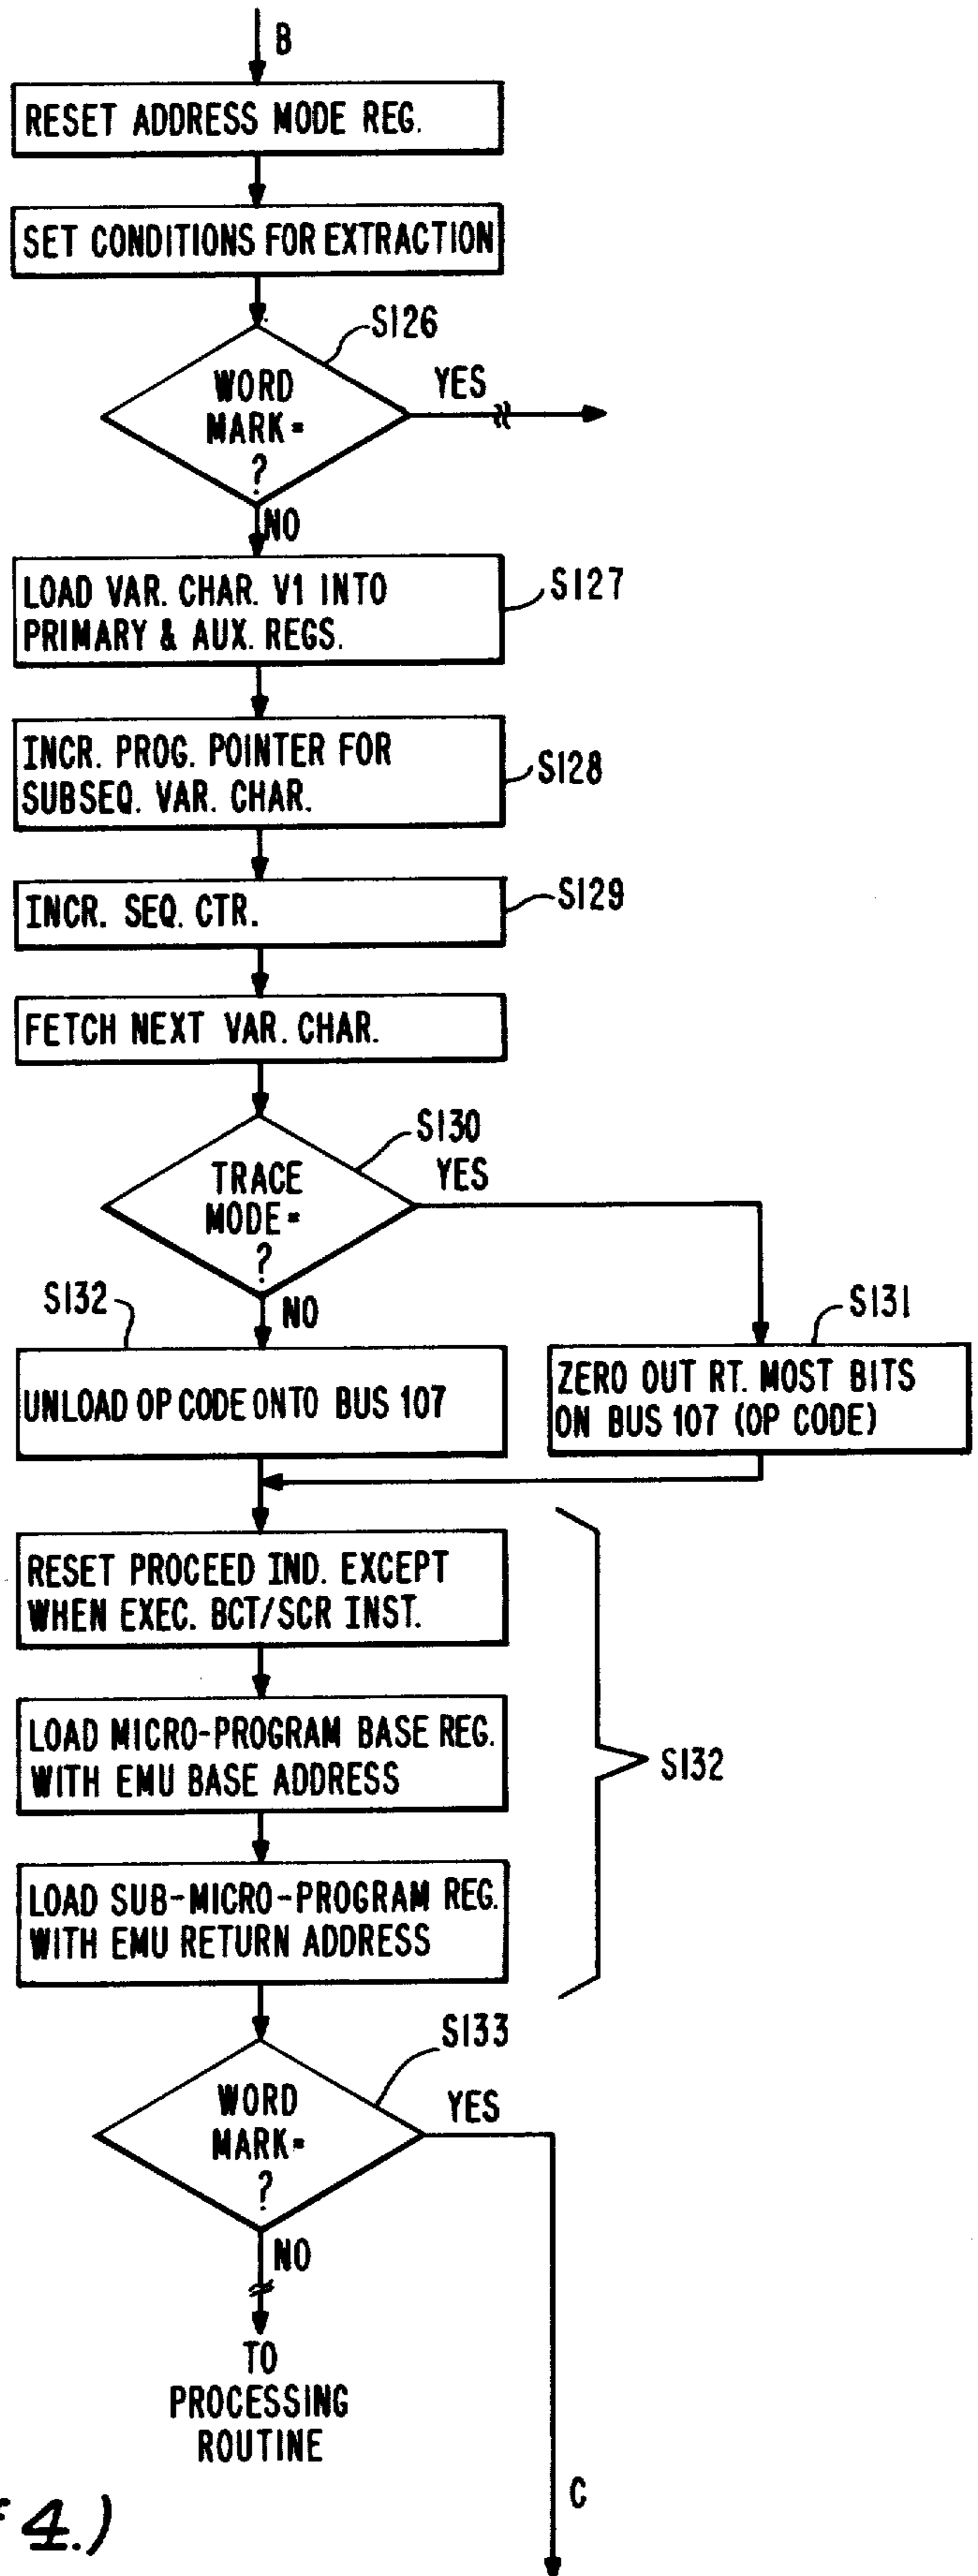 B
RESET ADDRESS MODE REG.
SET CONDITIONS FOR EXTRACTION
S126
WORD
MARK=
?
YES
NO
LOAD VAR. CHAR. V1 INTO
PRIMARY & AUX. REGS.
S127
INCR. PROG. POINTER FOR
SUBSEQ. VAR. CHAR.
S128
INCR. SEQ. CTR.
S129
FETCH NEXT VAR. CHAR.
S130
TRACE
MODE=
?
YES
NO
S132
UNLOAD OP CODE ONTO BUS 107
S131
ZERO OUT RT. MOST BITS
ON BUS 107 (OP CODE)
RESET PROCEED IND. EXCEPT
WHEN EXEC. BCT/SCR INST.
LOAD MICRO-PROGRAM BASE REG.
WITH EMU BASE ADDRESS
S132
LOAD SUB-MICRO-PROGRAM REG.
WITH EMU RETURN ADDRESS
S133
WORD
MARK=
?
YES
NO
TO
PROCESSING
ROUTINE
C
4.)